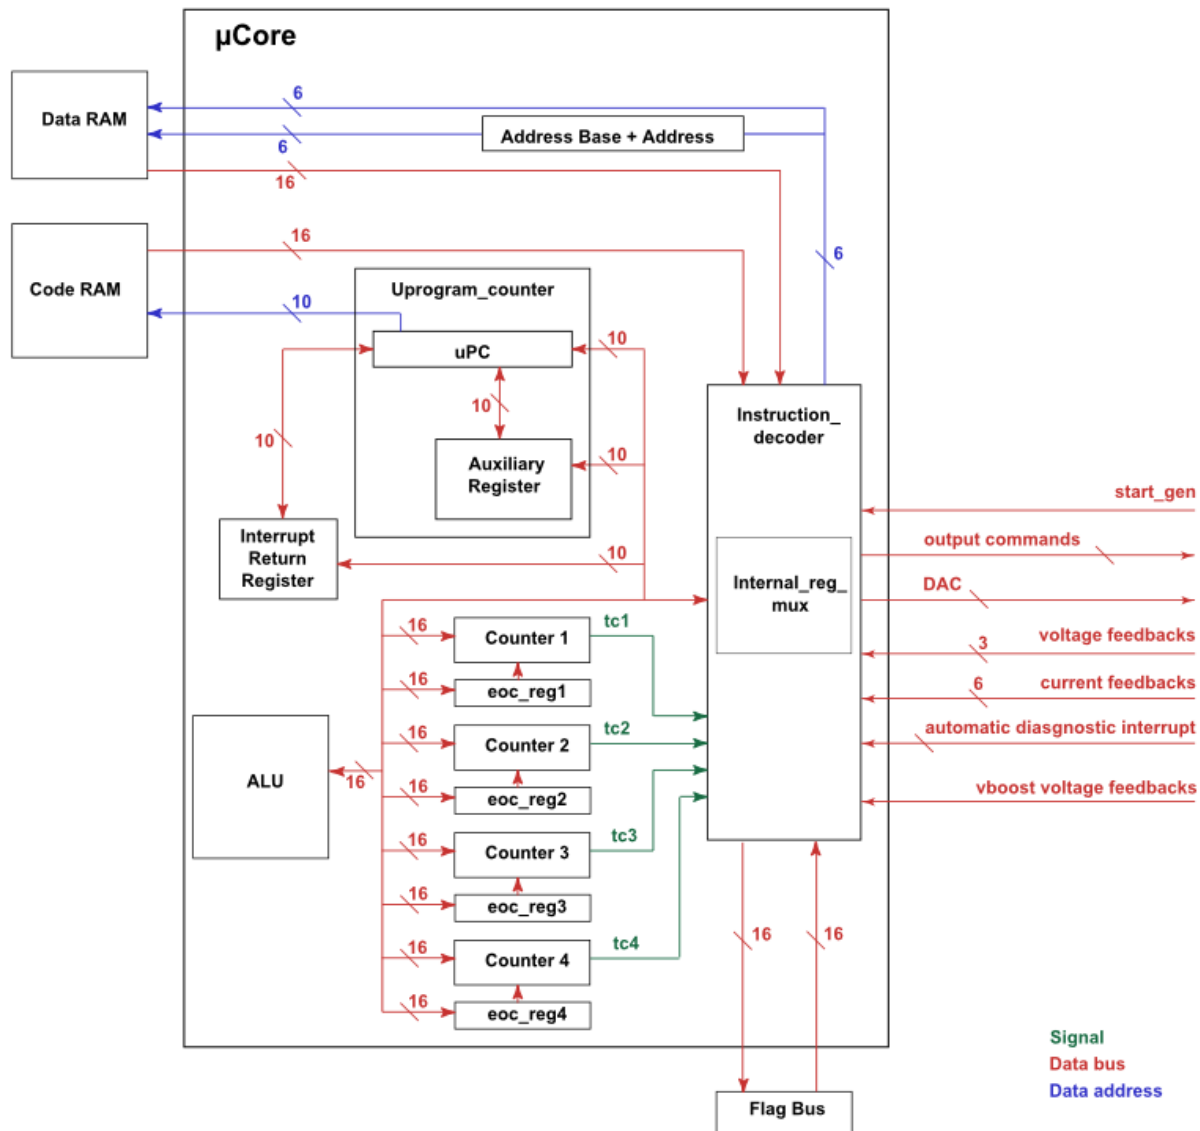 µCore
6
Data RAM
Address Base + Address
6
16
16
6
Code RAM
Uprogram_counter
10
uPC
10
10
Instruction_
decoder
10
Auxiliary
Register
10
start_gen
Interrupt
Return
Register
10
output commands
Internal_reg_
mux
DAC
16
Counter 1
tc1
voltage feedbacks
3
16
eoc_reg1
current feedbacks
6
16
Counter 2
tc2
automatic diasgnostic interrupt
ALU
16
16
eoc_reg2
vboost voltage feedbacks
16
Counter 3
tc3
16
eoc_reg3
16
Counter 4
tc4
16
16
16
eoc_reg4
Signal
Data bus
Data address
Flag Bus